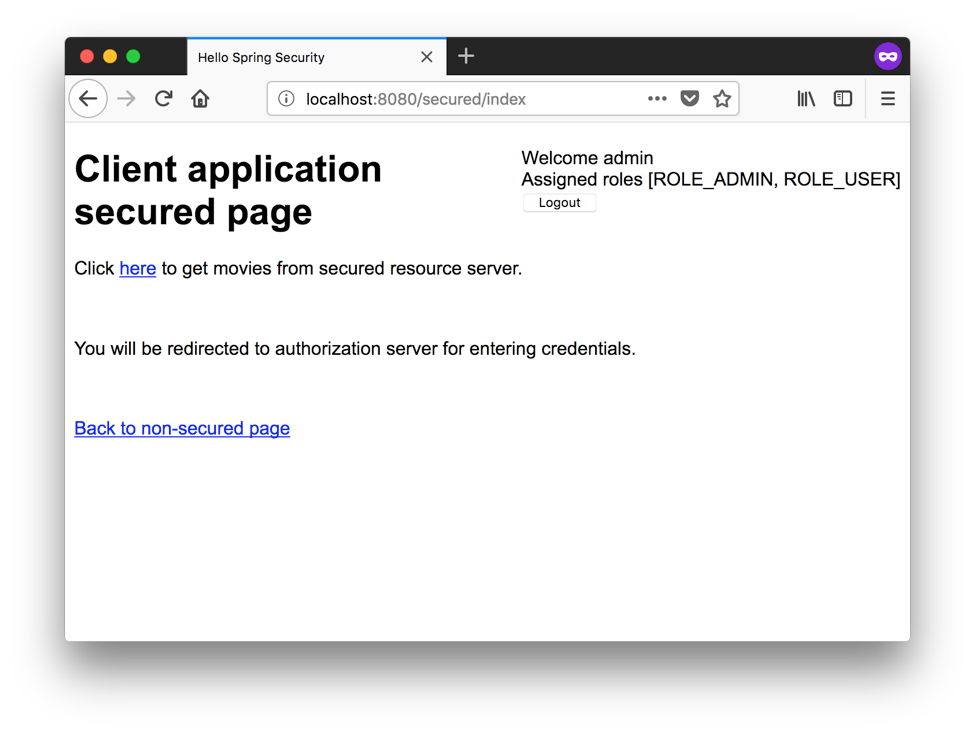 Hello Spring Security
localhost:8080/secured/index
Client application
secured page
Welcome admin
Assigned roles [ROLE_ADMIN, ROLE_USER]
Logout
Click here to get movies from secured resource server.
You will be redirected to authorization server for entering credentials.
Back to non-secured page